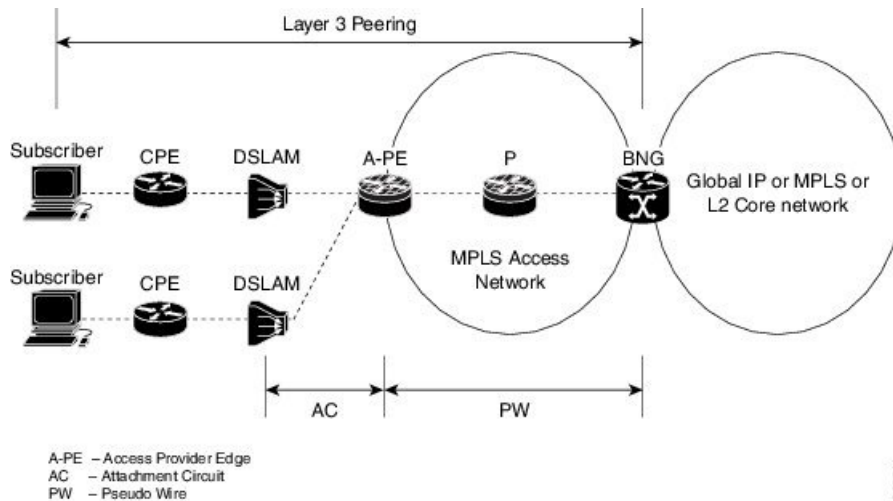 Layer 3 Peering
Subscriber
CPE
DSLAM
A-PE
P
BNG
Global IP or MPLS or
L2 Core network
MPLS Access
Network
Subscriber
CPE
DSLAM
AC
PW
A-PE – Access Provider Edge
AC – Attachment Circuit
PW – Pseudo Wire